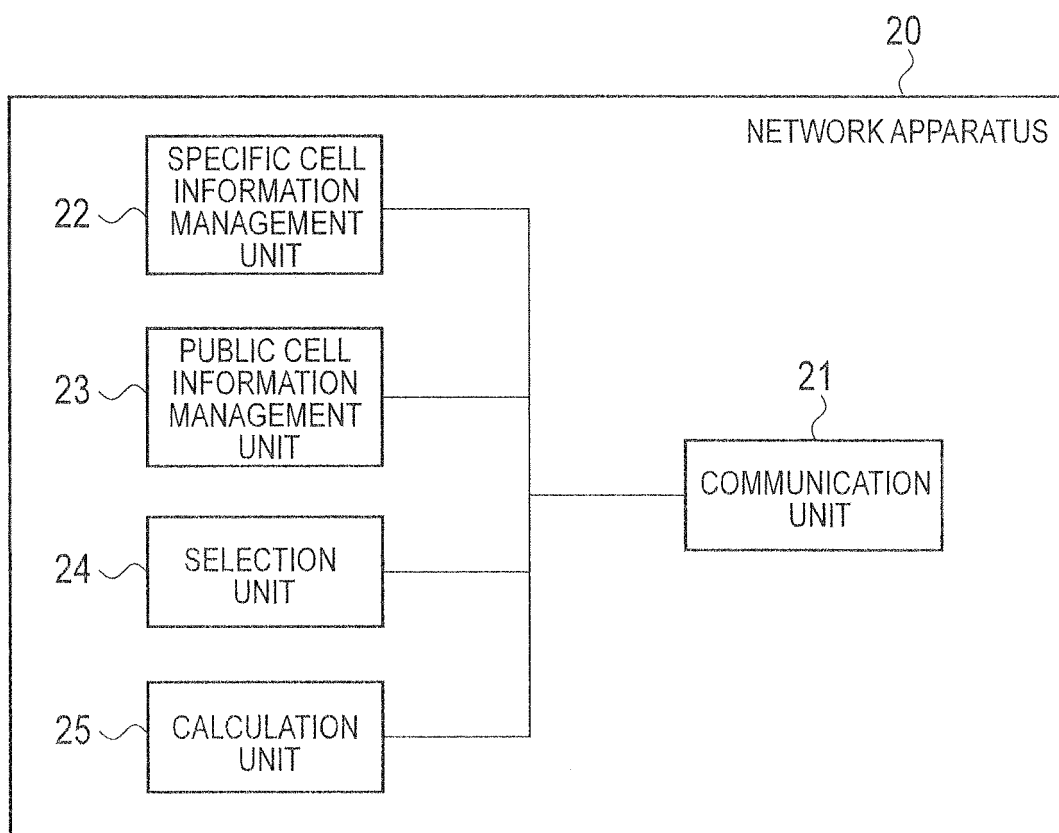 20
NETWORK APPARATUS
22
SPECIFIC CELL
INFORMATION
MANAGEMENT
UNIT
23
PUBLIC CELL
INFORMATION
MANAGEMENT
UNIT
21
COMMUNICATION
UNIT
24
SELECTION
UNIT
25
CALCULATION
UNIT